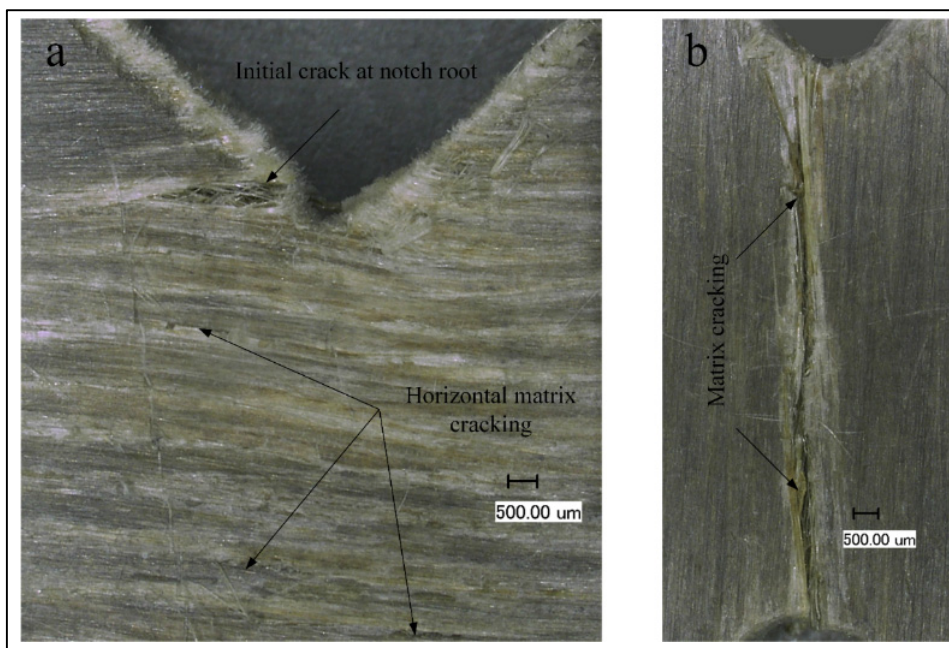 a
Initial crack at notch root
Horizontal matrix
cracking
500.00 um
b
Matrix cracking
500.00 um